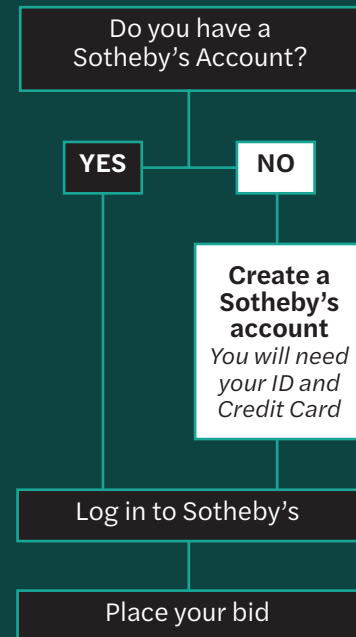 Do you have a
Sotheby’s Account?
YES
NO
Create a
Sotheby’s
account
You will need
your ID and
Credit Card
Log in to Sotheby’s
Place your bid